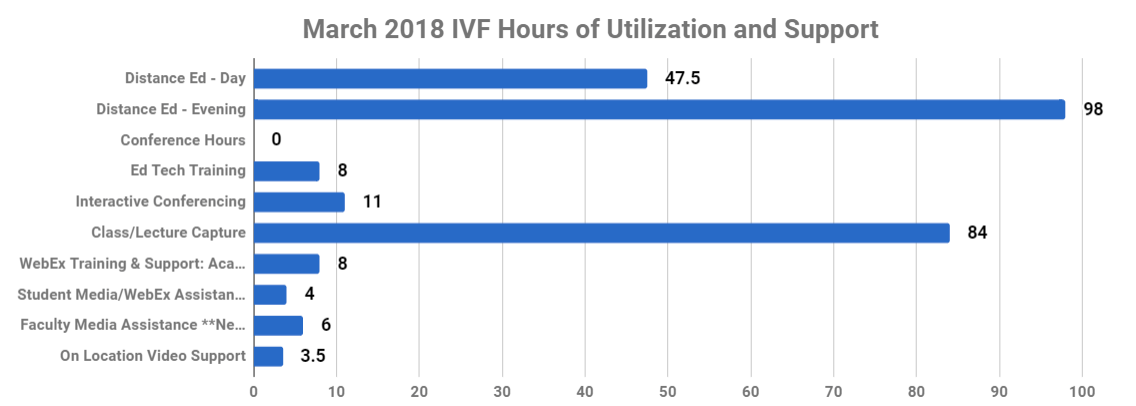 March 2018 IVF Hours of Utilization and Support
Distance Ed - Day 47.5
Distance Ed - Evening 98
Conference Hours 0
Ed Tech Training 8
Interactive Conferencing 11
Class/Lecture Capture 84
WebEx Training & Support: Aca... 8
Student Media/WebEx Assistan... 4
Faculty Media Assistance **Ne... 6
On Location Video Support 3.5
0 10 20 30 40 50 60 70 80 90 100